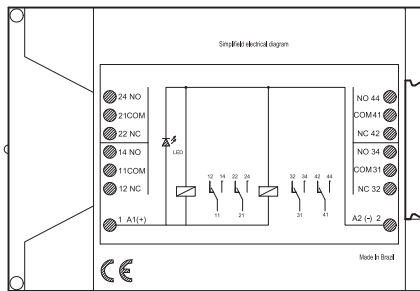 Simplifield electrical diagram
24 NO
21COM
22 NC
14 NO
11COM
12 NC
1 A1(+)
LED
12 14
11
22 24
21
32 34
31
42 44
41
NO 44
COM41
NC 42
NO 34
COM31
NC 32
A2 (-) 2
Made In Brazil
CE